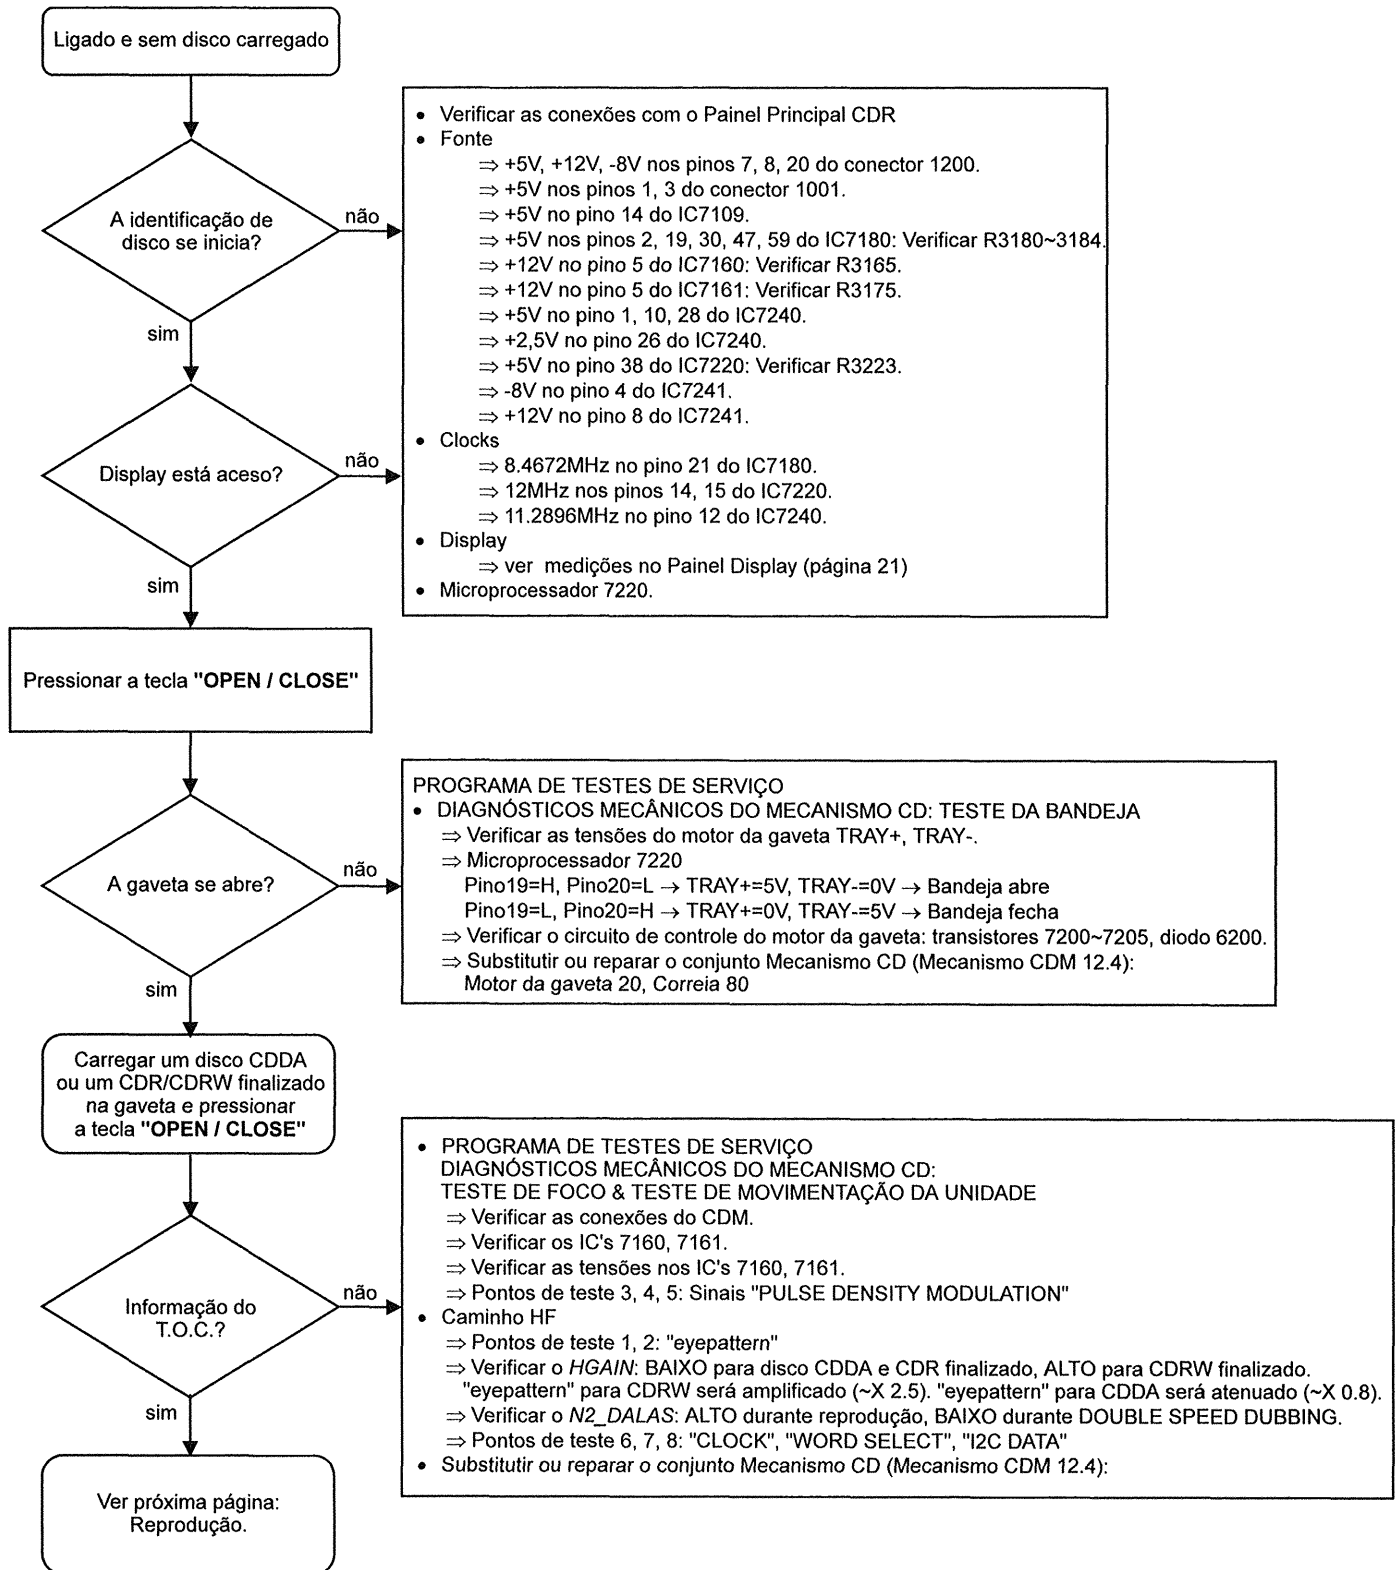 Ligado e sem disco carregado
A identificação de
disco se inicia?
não
sim
• Verificar as conexões com o Painel Principal CDR
• Fonte
⇒ +5V, +12V, -8V nos pinos 7, 8, 20 do conector 1200.
⇒ +5V nos pinos 1, 3 do conector 1001.
⇒ +5V no pino 14 do IC7109.
⇒ +5V nos pinos 2, 19, 30, 47, 59 do IC7180: Verificar R3180~3184.
⇒ +12V no pino 5 do IC7160: Verificar R3165.
⇒ +12V no pino 5 do IC7161: Verificar R3175.
⇒ +5V no pino 1, 10, 28 do IC7240.
⇒ +2,5V no pino 26 do IC7240.
⇒ +5V no pino 38 do IC7220: Verificar R3223.
⇒ -8V no pino 4 do IC7241.
⇒ +12V no pino 8 do IC7241.
• Clocks
⇒ 8.4672MHz no pino 21 do IC7180.
⇒ 12MHz nos pinos 14, 15 do IC7220.
⇒ 11.2896MHz no pino 12 do IC7240.
• Display
⇒ ver medições no Painel Display (página 21)
• Microprocessador 7220.
Display está aceso?
não
sim
Pressionar a tecla "OPEN / CLOSE"
A gaveta se abre?
não
sim
PROGRAMA DE TESTES DE SERVIÇO
• DIAGNÓSTICOS MECÂNICOS DO MECANISMO CD: TESTE DA BANDEJA
⇒ Verificar as tensões do motor da gaveta TRAY+, TRAY-.
⇒ Microprocessador 7220
Pino19=H, Pino20=L → TRAY+=5V, TRAY-=0V → Bandeja abre
Pino19=L, Pino20=H → TRAY+=0V, TRAY-=5V → Bandeja fecha
⇒ Verificar o circuito de controle do motor da gaveta: transistores 7200~7205, diodo 6200.
⇒ Substitutir ou reparar o conjunto Mecanismo CD (Mecanismo CDM 12.4):
Motor da gaveta 20, Correia 80
Carregar um disco CDDA
ou um CDR/CDRW finalizado
na gaveta e pressionar
a tecla "OPEN / CLOSE"
Informação do
T.O.C.?
não
sim
• PROGRAMA DE TESTES DE SERVIÇO
DIAGNÓSTICOS MECÂNICOS DO MECANISMO CD:
TESTE DE FOCO & TESTE DE MOVIMENTAÇÃO DA UNIDADE
⇒ Verificar as conexões do CDM.
⇒ Verificar os IC's 7160, 7161.
⇒ Verificar as tensões nos IC's 7160, 7161.
⇒ Pontos de teste 3, 4, 5: Sinais "PULSE DENSITY MODULATION"
• Caminho HF
⇒ Pontos de teste 1, 2: "eyepattern"
⇒ Verificar o HGAIN: BAIXO para disco CDDA e CDR finalizado, ALTO para CDRW finalizado.
"eyepattern" para CDRW será amplificado (~X 2.5). "eyepattern" para CDDA será atenuado (~X 0.8).
⇒ Verificar o N2_DALAS: ALTO durante reprodução, BAIXO durante DOUBLE SPEED DUBBING.
⇒ Pontos de teste 6, 7, 8: "CLOCK", "WORD SELECT", "I2C DATA"
• Substitutir ou reparar o conjunto Mecanismo CD (Mecanismo CDM 12.4):
Ver próxima página:
Reprodução.